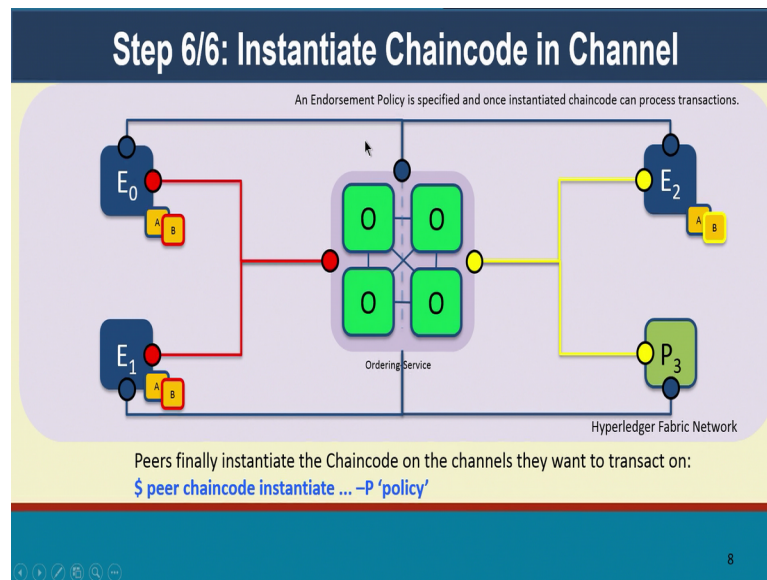 Step 6/6: Instantiate Chaincode in Channel
An Endorsement Policy is specified and once instantiated chaincode can process transactions.
E0
A
B
O
O
E2
A
B
O
O
E1
A
B
P3
Ordering Service
Hyperledger Fabric Network
Peers finally instantiate the Chaincode on the channels they want to transact on:
$ peer chaincode instantiate ... –P ‘policy’
8